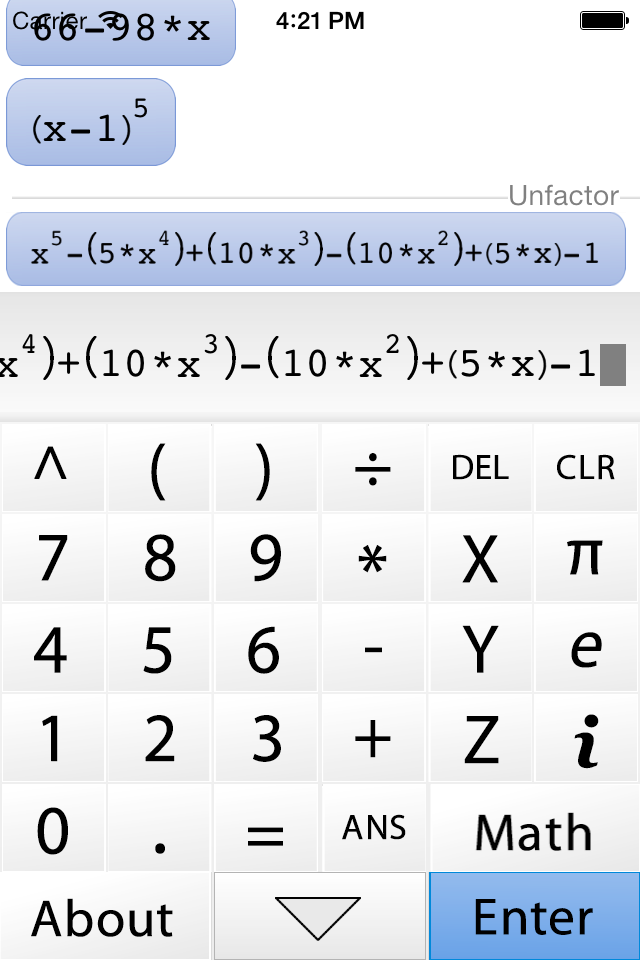 Carrier 4:21 PM
66-98*x
(x-1)^5
Unfactor
x^5-(5*x^4)+(10*x^3)-(10*x^2)+(5*x)-1
x^4)+(10*x^3)-(10*x^2)+(5*x)-1
^ ( ) ÷ DEL CLR
7 8 9 * X π
4 5 6 - Y e
1 2 3 + Z i
0 . = ANS Math
About Enter